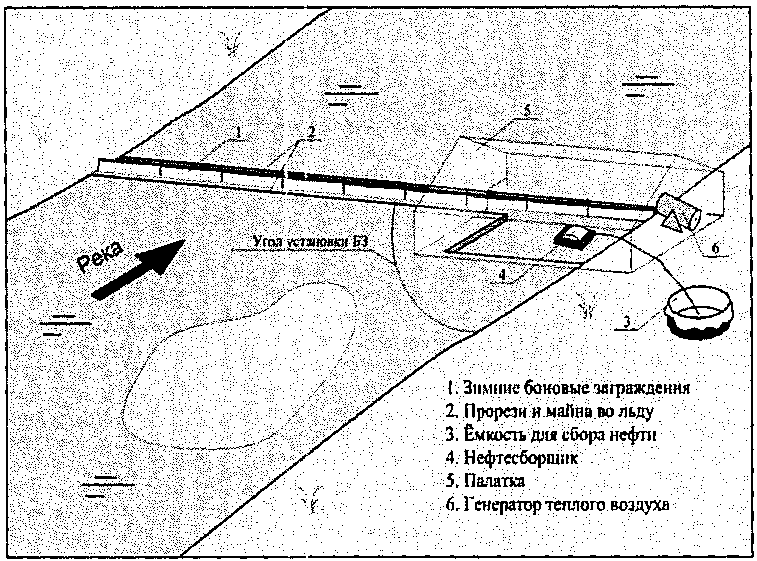 1
2
5
Река
Угол установки БЗ
4
6
3
1. Зимние боновые заграждения
2. Прорези и майна во льду
3. Ёмкость для сбора нефти
4. Нефтесборщик
5. Палатка
6. Генератор теплого воздуха